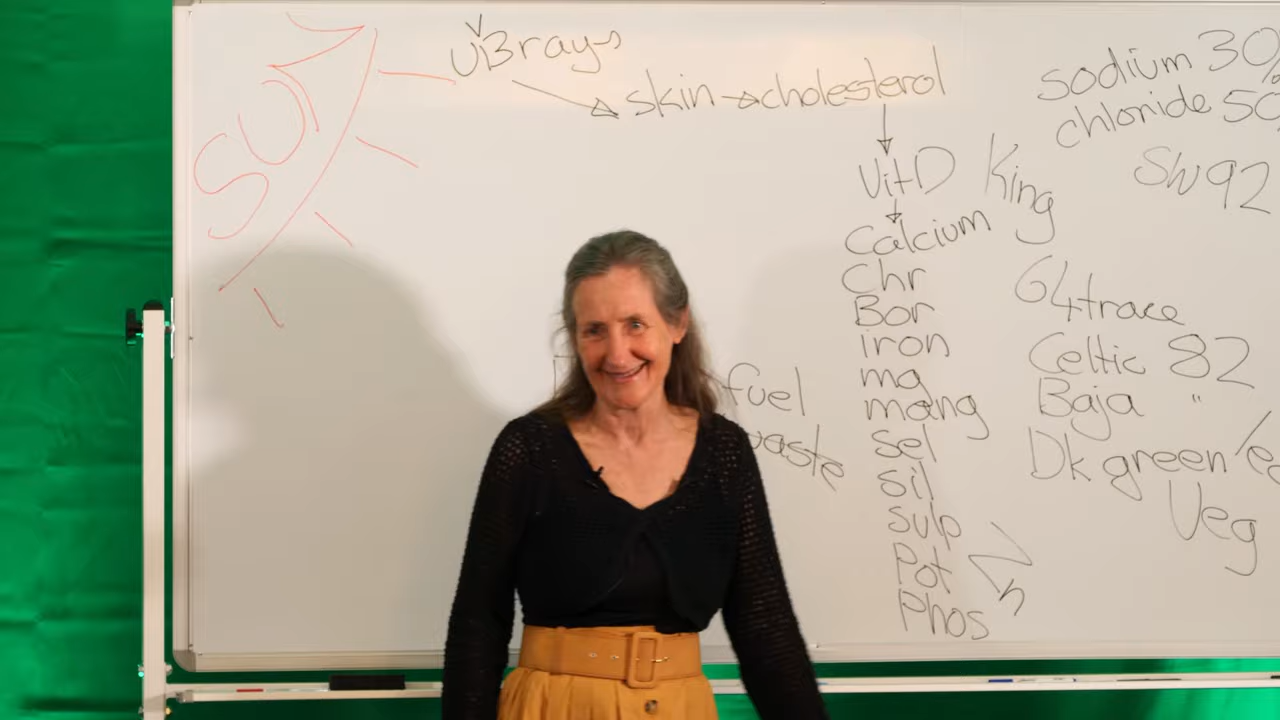 SUN
UVB rays
skin → cholesterol
VitD King
Calcium
Chr
Bor
iron
mg
mang
sel
sil
sulp
Pot
Zn
Phos
fuel
waste
sodium 30%
chloride 50
SW 92
64 trace
Celtic 82
Baja "
Dk green /
Veg